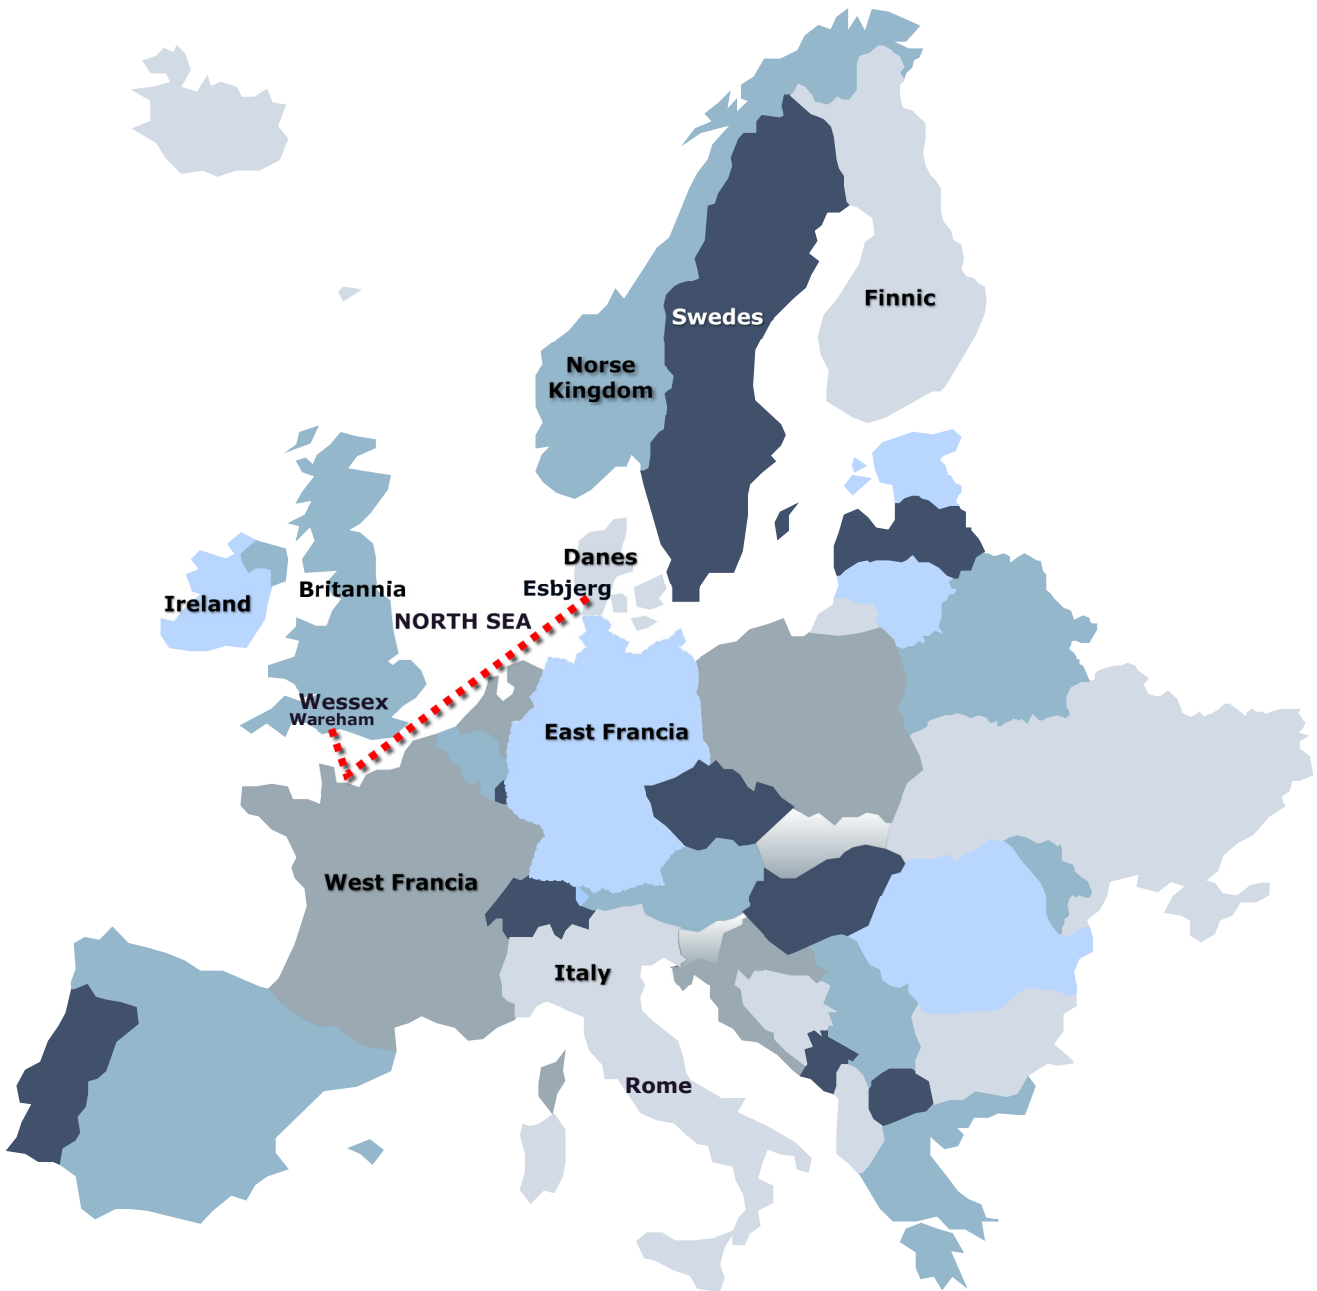 Finnic
Swedes
Norse
Kingdom
Danes
Esbjerg
Britannia
Ireland
NORTH SEA
Wessex
Wareham
East Francia
West Francia
Italy
Rome